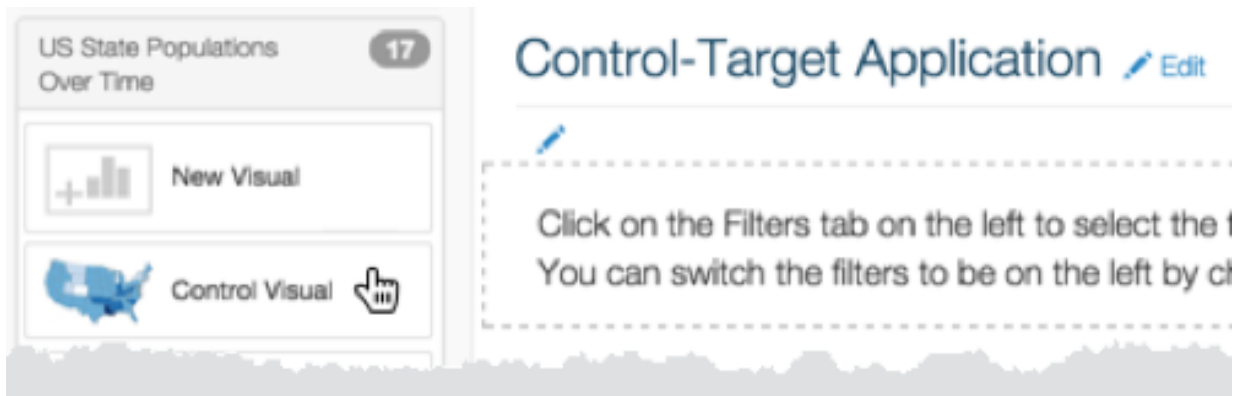 US State Populations
Over Time
17
New Visual
Control Visual
Control-Target Application
Edit
Click on the Filters tab on the left to select the
You can switch the filters to be on the left by